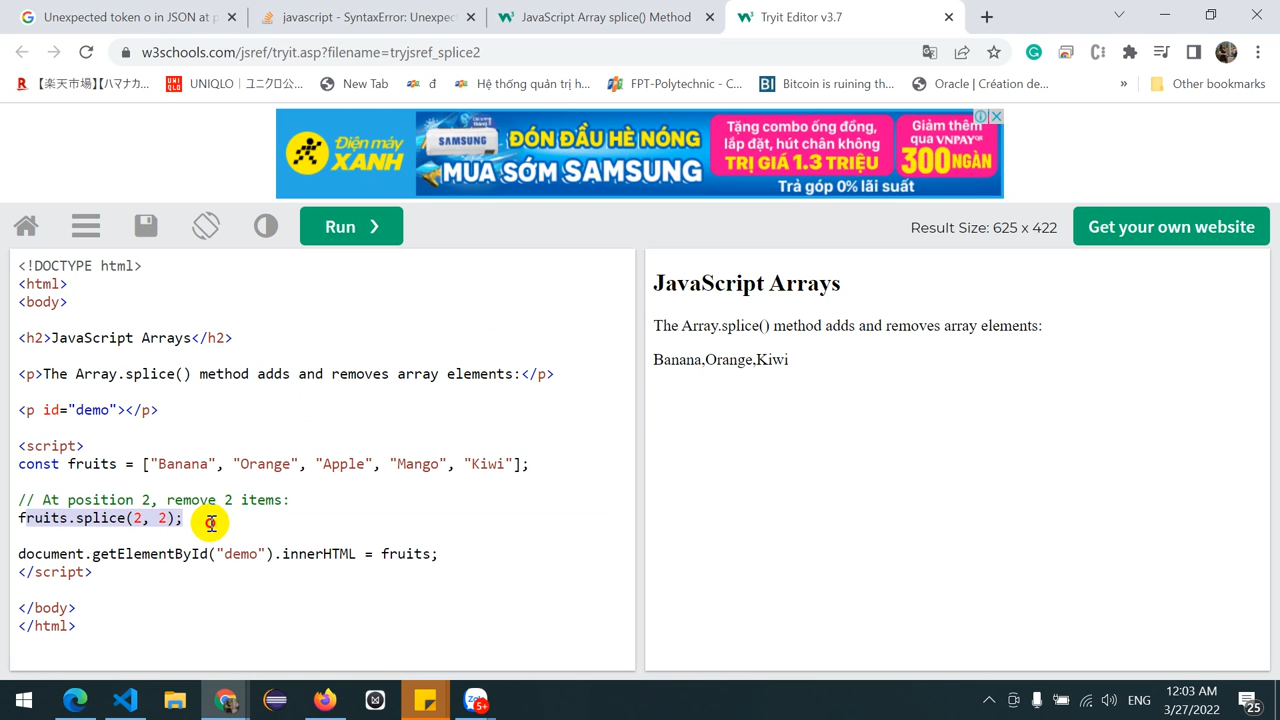 Unexpected token o in JSON at p
javascript - SyntaxError: Unexpec
JavaScript Array splice() Method
Tryit Editor v3.7
w3schools.com/jsref/tryit.asp?filename=tryjsref_splice2
【楽天市場】【ハマナカ...
UNIQLO | ユニクロ公...
New Tab
đ
Hệ thống quản trị h...
FPT-Polytechnic - C...
Bitcoin is ruining th...
Oracle | Création de...
»
Other bookmarks
Điện máy XANH
SAMSUNG
ĐÓN ĐẦU HÈ NÓNG
MUA SỚM SAMSUNG
Tặng combo ống đồng,
lắp đặt, hút chân không
TRỊ GIÁ 1.3 TRIỆU
Giảm thêm
qua VNPAY
300NGÀN
Trả góp 0% lãi suất
Run ❯
Result Size: 625 x 422
Get your own website
<!DOCTYPE html>
<html>
<body>
<h2>JavaScript Arrays</h2>
<p>The Array.splice() method adds and removes array elements:</p>
<p id="demo"></p>
<script>
const fruits = ["Banana", "Orange", "Apple", "Mango", "Kiwi"];
// At position 2, remove 2 items:
fruits.splice(2, 2);
document.getElementById("demo").innerHTML = fruits;
</script>
</body>
</html>
JavaScript Arrays
The Array.splice() method adds and removes array elements:
Banana,Orange,Kiwi
Zalo
5+
ENG
12:03 AM
3/27/2022
25